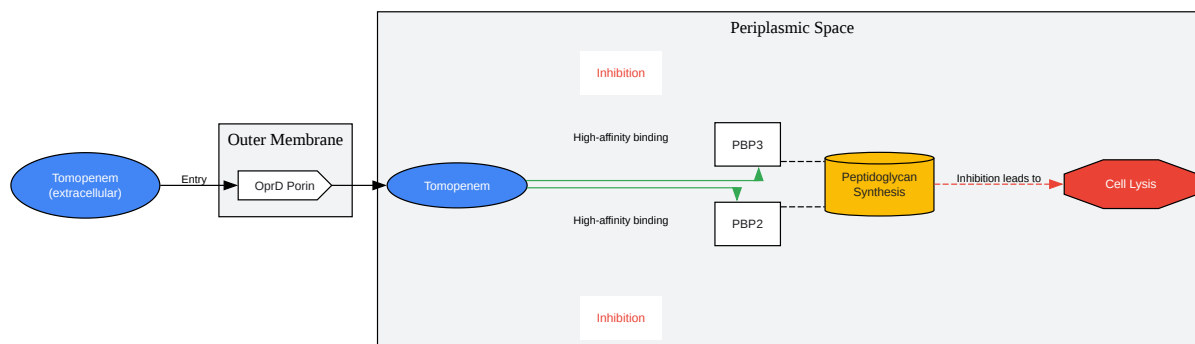 Periplasmic Space
Inhibition
Outer Membrane
High-affinity binding
PBP3
Tomopenem
(extracellular)
Entry
OprD Porin
Tomopenem
Peptidoglycan
Synthesis
Inhibition leads to
Cell Lysis
High-affinity binding
PBP2
Inhibition